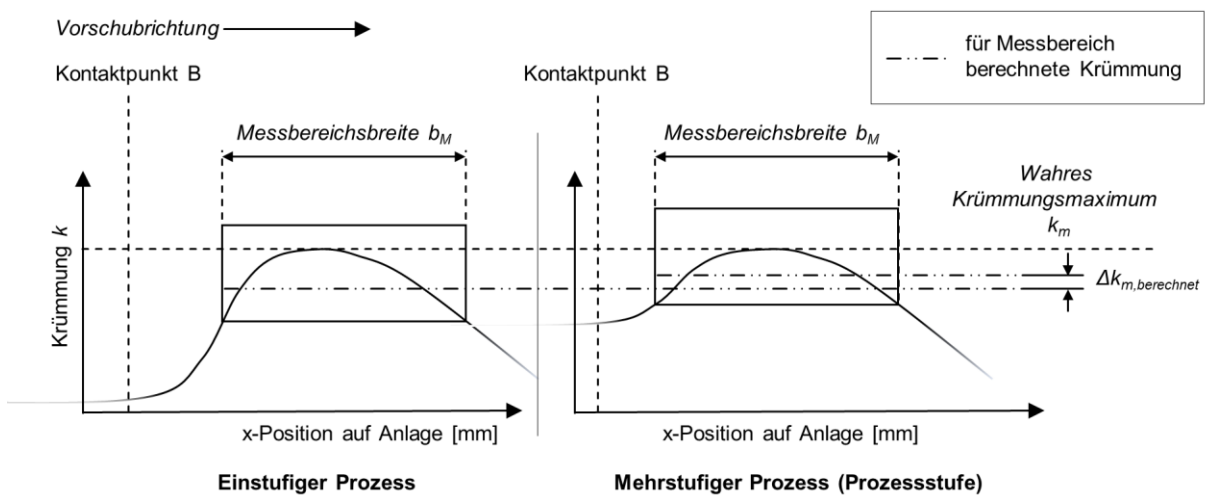 Vorschubrichtung
für Messbereich
berechnete Krümmung
Kontaktpunkt B
Kontaktpunkt B
Messbereichsbreite b_M
Messbereichsbreite b_M
Wahres
Krümmungsmaximum
k_m
Krümmung k
Δk_m,berechnet
x-Position auf Anlage [mm]
x-Position auf Anlage [mm]
Einstufiger Prozess
Mehrstufiger Prozess (Prozessstufe)